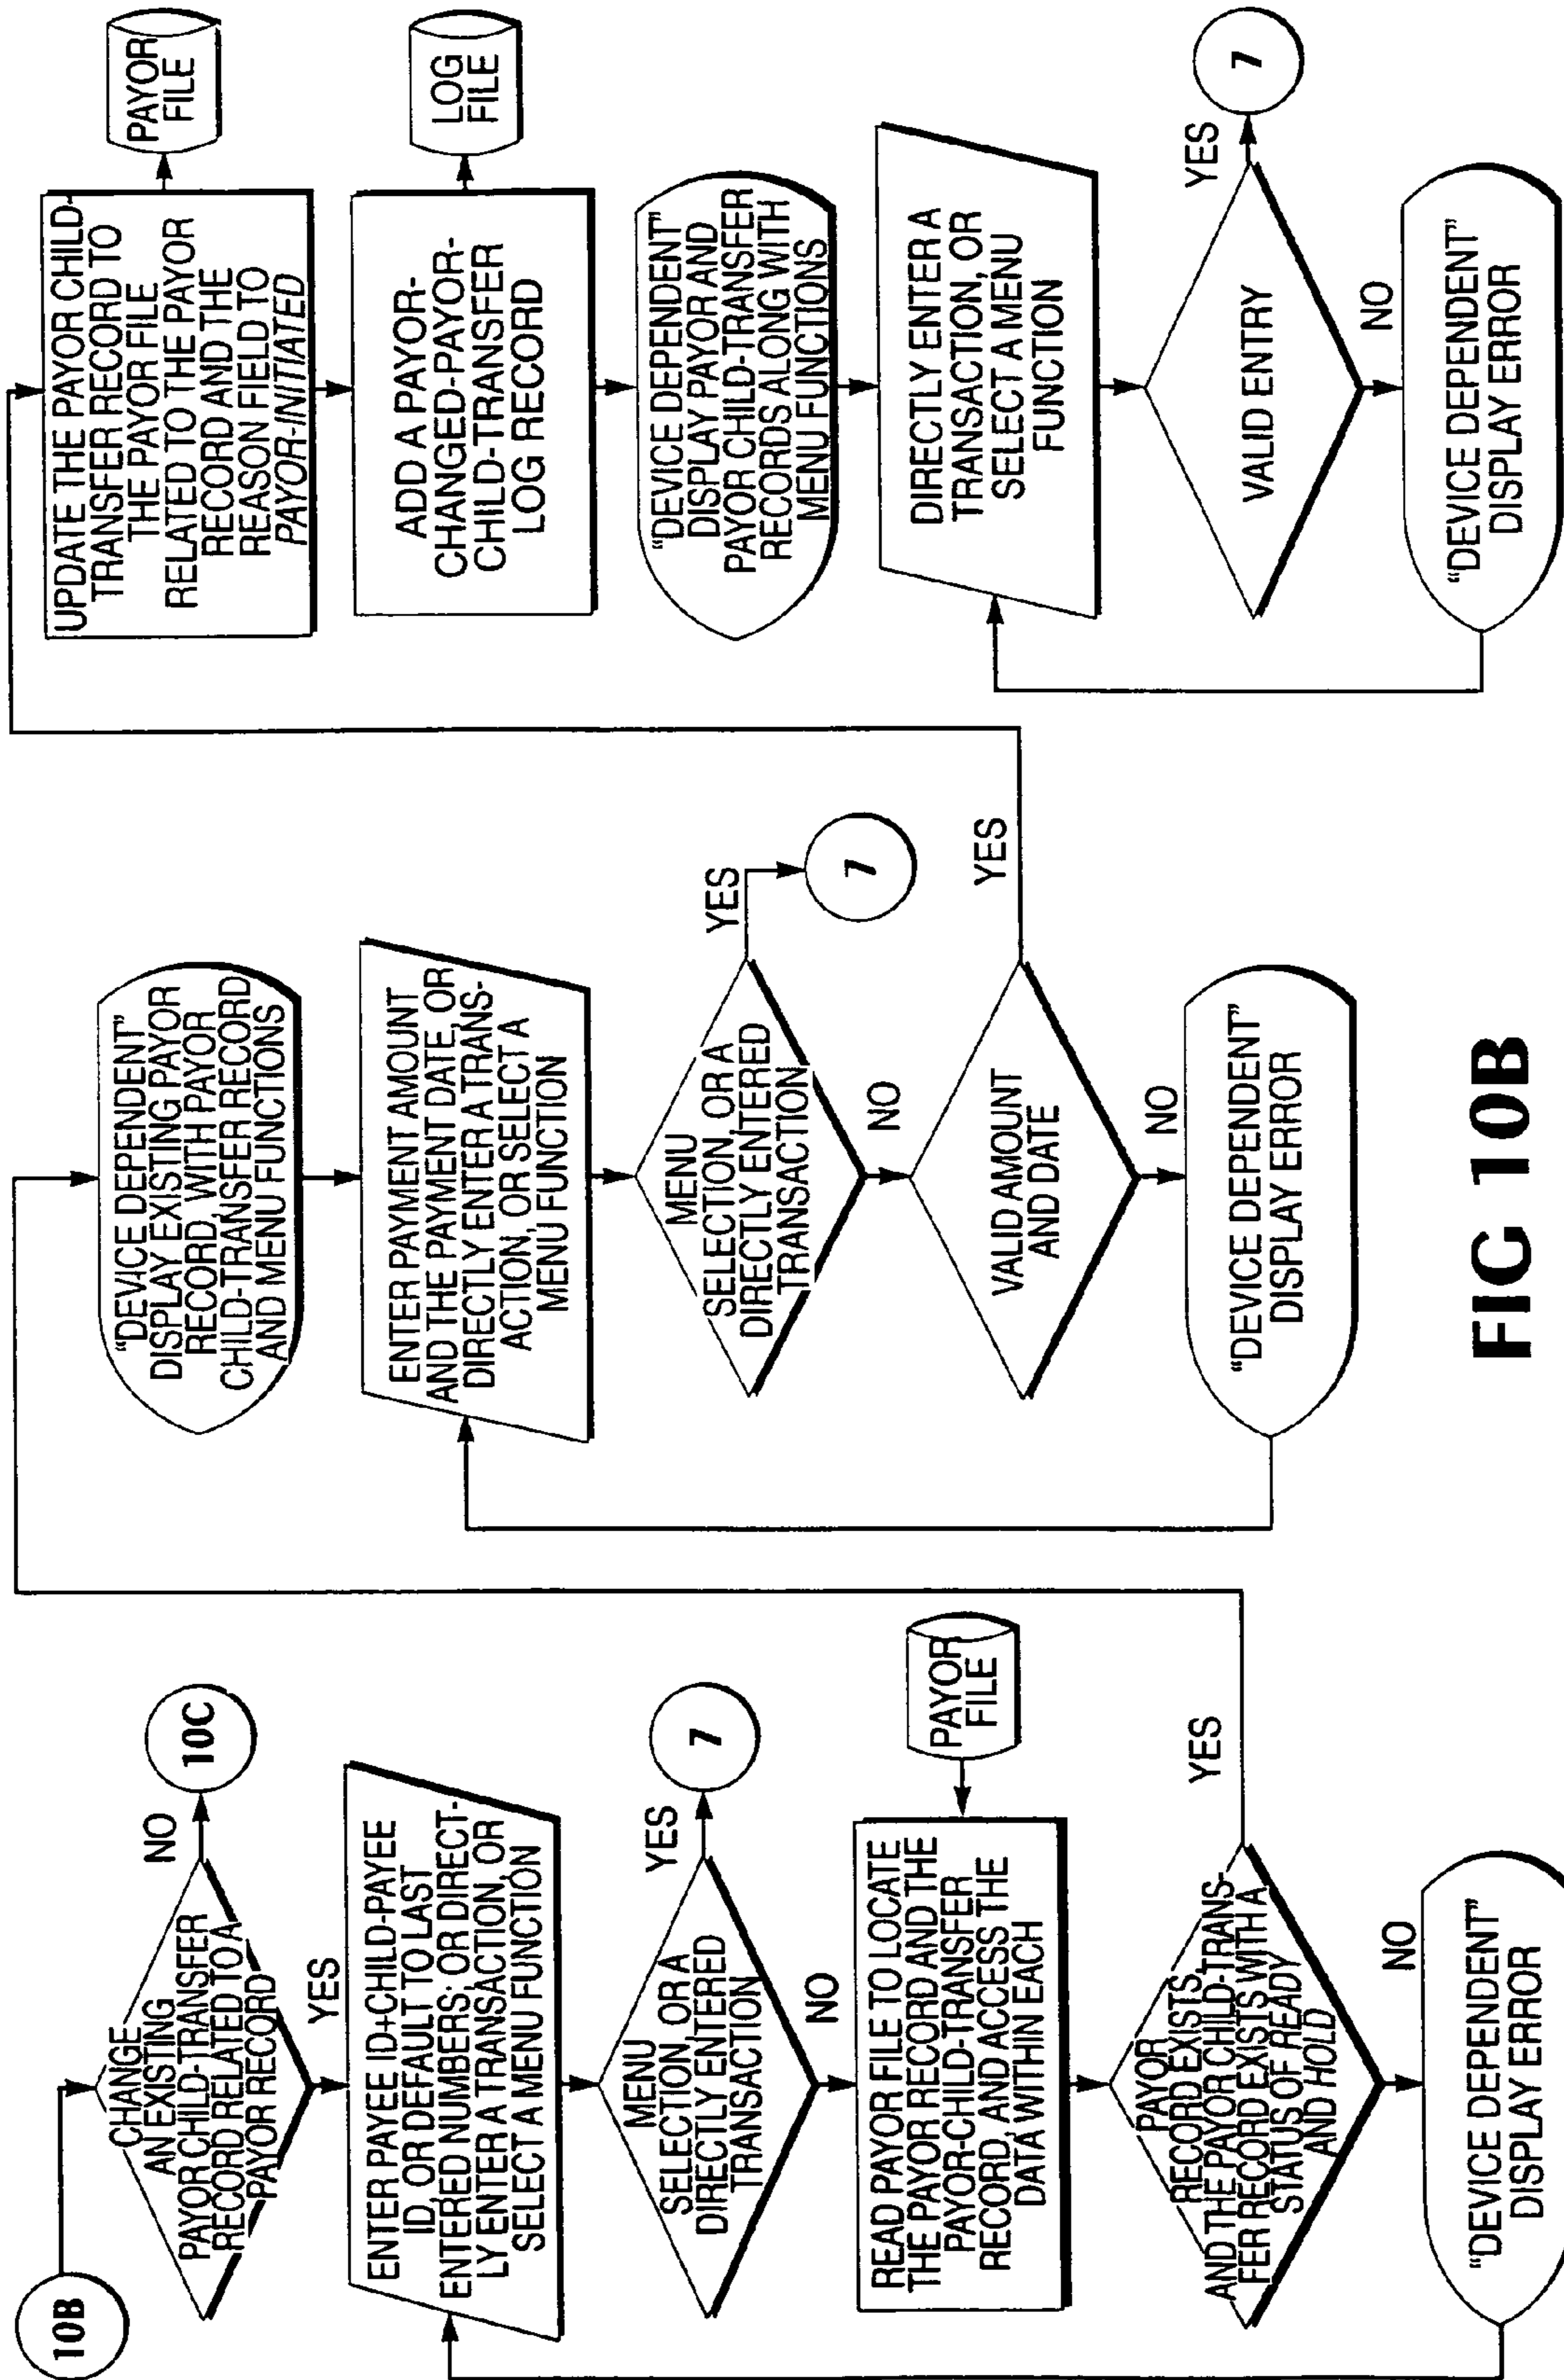 10B
CHANGE
AN EXISTING
PAYOR CHILD-TRANSFER
RECORD RELATED TO A
PAYOR RECORD
NO
10C
YES
ENTER PAYEE ID+CHILD-PAYEE
ID, OR DEFAULT TO LAST
ENTERED NUMBERS; OR DIRECT-
LY ENTER A TRANSACTION, OR
SELECT A MENU FUNCTION
MENU
SELECTION, OR A
DIRECTLY ENTERED
TRANSACTION
YES
7
NO
READ PAYOR FILE TO LOCATE
THE PAYOR RECORD AND THE
PAYOR-CHILD-TRANSFER
RECORD, AND ACCESS THE
DATA WITHIN EACH
PAYOR
FILE
PAYOR
RECORD EXISTS,
AND THE PAYOR CHILD-TRANS-
FER RECORD EXISTS WITH A
STATUS OF READY
AND HOLD
YES
NO
"DEVICE DEPENDENT"
DISPLAY ERROR
"DEVICE DEPENDENT"
DISPLAY EXISTING PAYOR
RECORD, WITH PAYOR
CHILD-TRANSFER RECORD
AND MENU FUNCTIONS
ENTER PAYMENT AMOUNT
AND THE PAYMENT DATE, OR
DIRECTLY ENTER A TRANS-
ACTION, OR SELECT A
MENU FUNCTION
MENU
SELECTION, OR A
DIRECTLY ENTERED
TRANSACTION
YES
7
NO
VALID AMOUNT
AND DATE
YES
NO
"DEVICE DEPENDENT"
DISPLAY ERROR
UPDATE THE PAYOR CHILD-
TRANSFER RECORD TO
THE PAYOR FILE
RELATED TO THE PAYOR
RECORD AND THE
REASON FIELD TO
PAYOR-INITIATED
PAYOR
FILE
ADD A PAYOR-
CHANGED-PAYOR-
CHILD-TRANSFER
LOG RECORD
LOG
FILE
"DEVICE DEPENDENT"
DISPLAY PAYOR AND
PAYOR CHILD-TRANSFER
RECORDS ALONG WITH
MENU FUNCTIONS
DIRECTLY ENTER A
TRANSACTION, OR
SELECT A MENU
FUNCTION
VALID ENTRY
YES
7
NO
"DEVICE DEPENDENT"
DISPLAY ERROR
FIG 10B